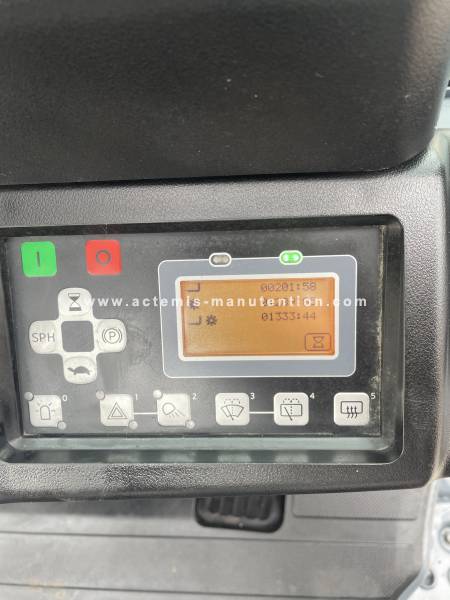 I O
00201:58
www.actemis-manutention.com
01333:44
SPH P
0 1 2 3 4 5